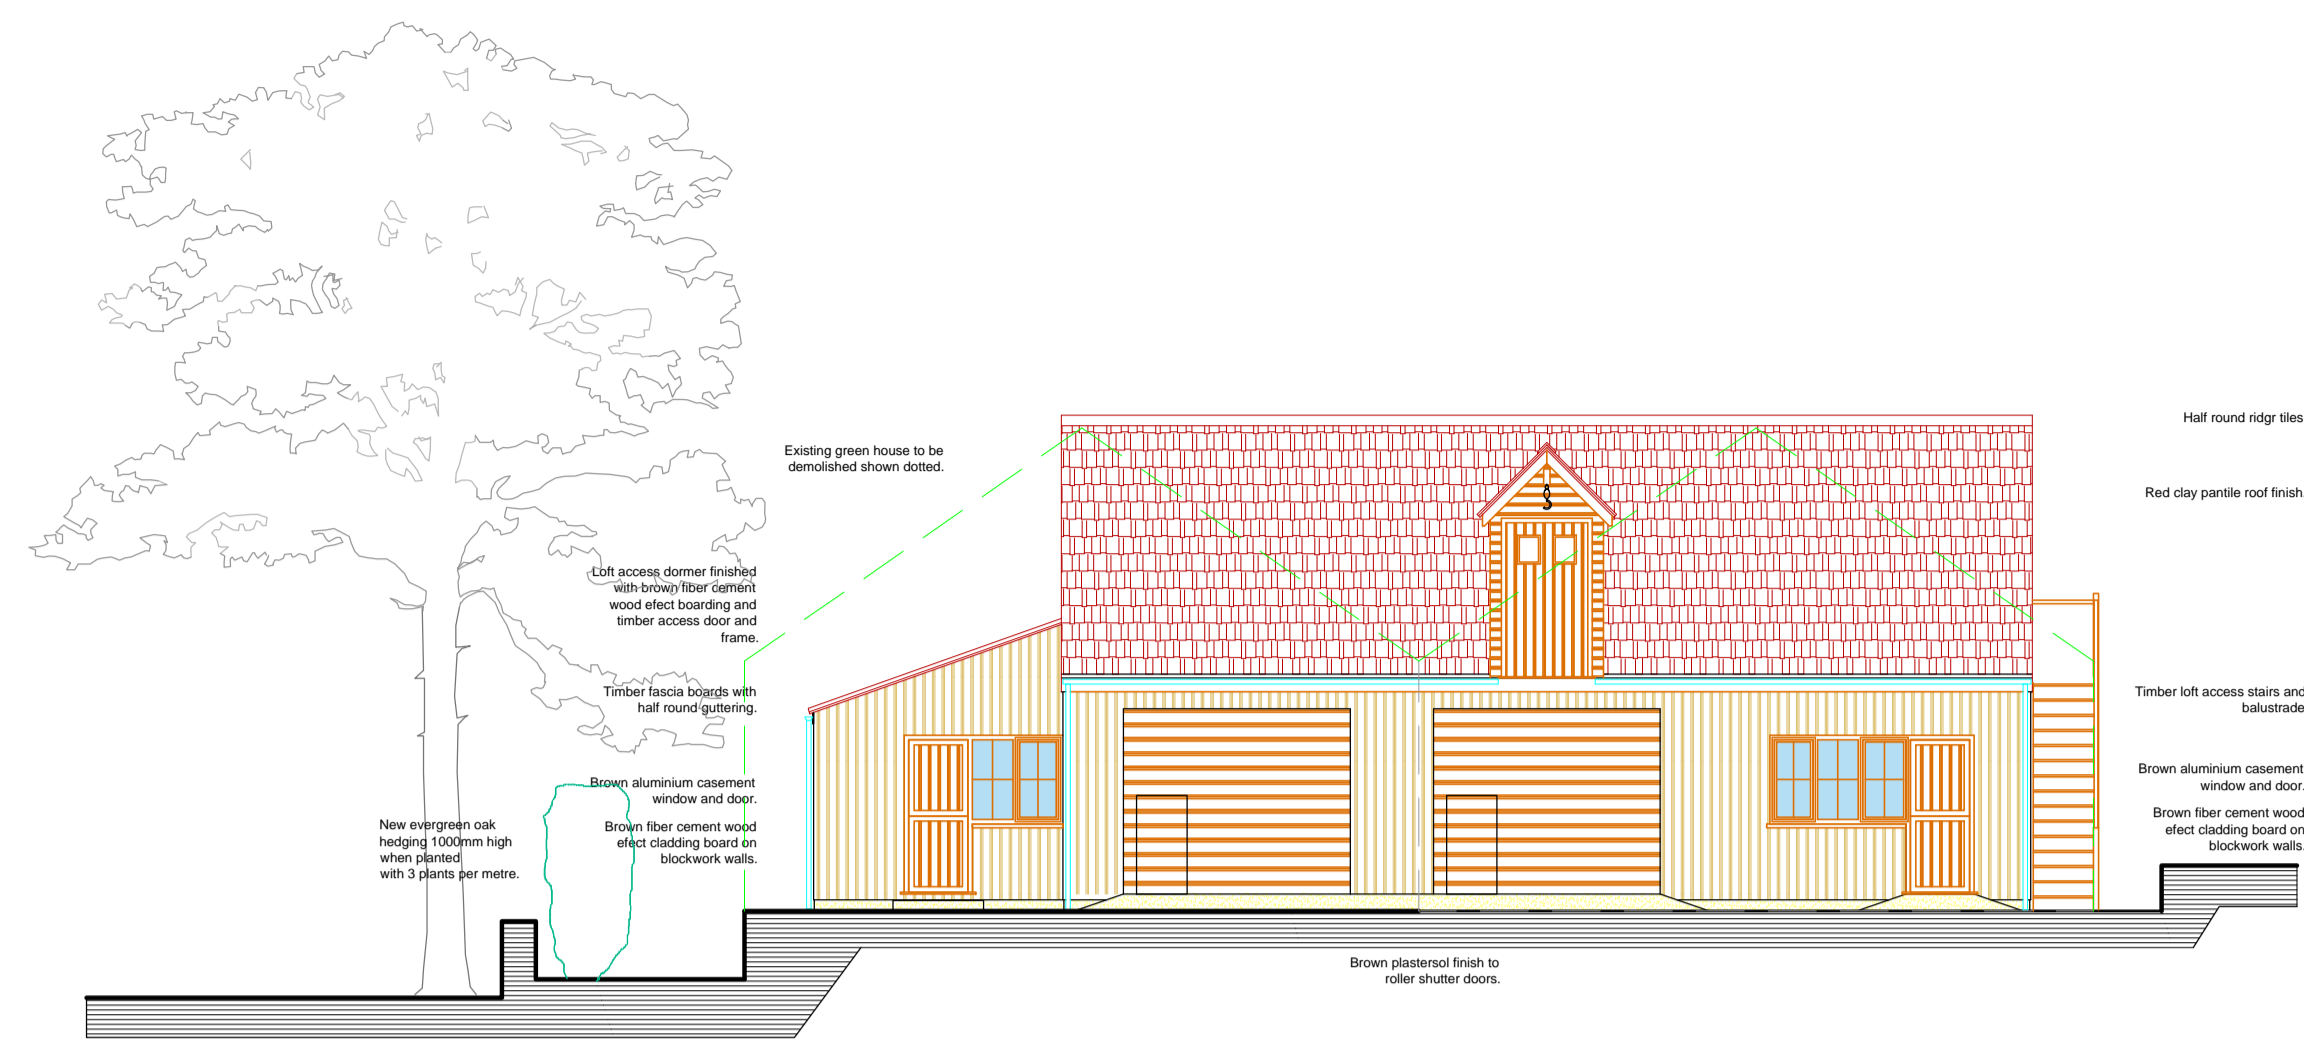 Existing green house to be
demolished shown dotted.
Loft access dormer finished
with brown fiber cement
wood efect boarding and
timber access door and
frame.
Timber fascia boards with
half round guttering.
Brown aluminium casement
window and door.
Brown fiber cement wood
efect cladding board on
blockwork walls.
New evergreen oak
hedging 1000mm high
when planted
with 3 plants per metre.
Half round ridgr tiles
Red clay pantile roof finish.
Timber loft access stairs and
balustrade
Brown aluminium casement
window and door.
Brown fiber cement wood
efect cladding board on
blockwork walls.
Brown plastersol finish to
roller shutter doors.